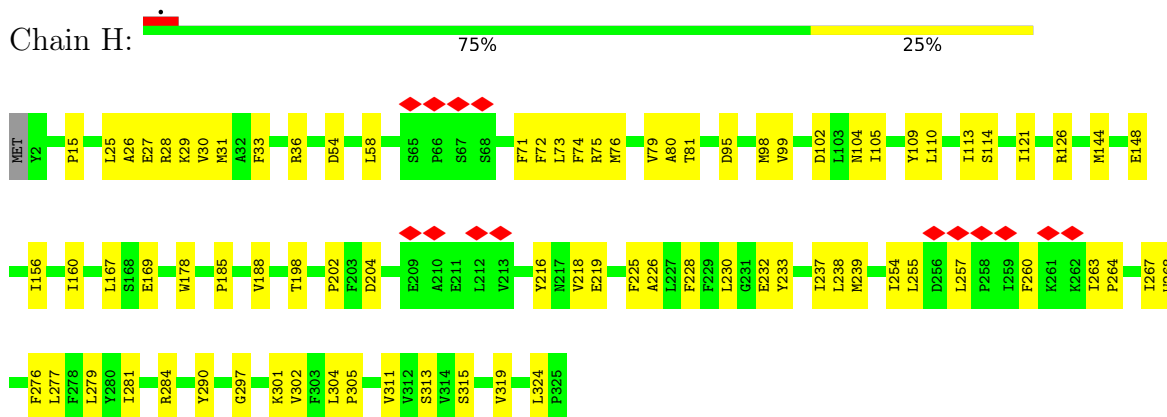 Chain H:
75% 25%
MET Y2 P15 L25 A26 E27 R28 K29 V30 M31 A32 F33 R36 D54 L58 S65 P66 S67 S68 F71 F72 L73 F74 R75 M76 V79 A80 T81 D95 M98 V99 D102 L103 N104 I105 Y109 L110 I113 S114 I121 R126 M144 E148
I156 I160 L167 S168 E169 W178 P185 V188 T198 P202 F203 D204 E209 A210 E211 L212 V213 Y216 N217 V218 E219 F225 A226 L227 F228 F229 L230 G231 E232 Y233 I237 L238 M239 I254 L255 D256 L257 P258 I259 F260 K261 K262 I263 P264 I267
F276 L277 F278 L279 Y280 I281 R284 Y290 G297 K301 V302 F303 L304 P305 V311 V312 S313 V314 S315 V319 L324 P325